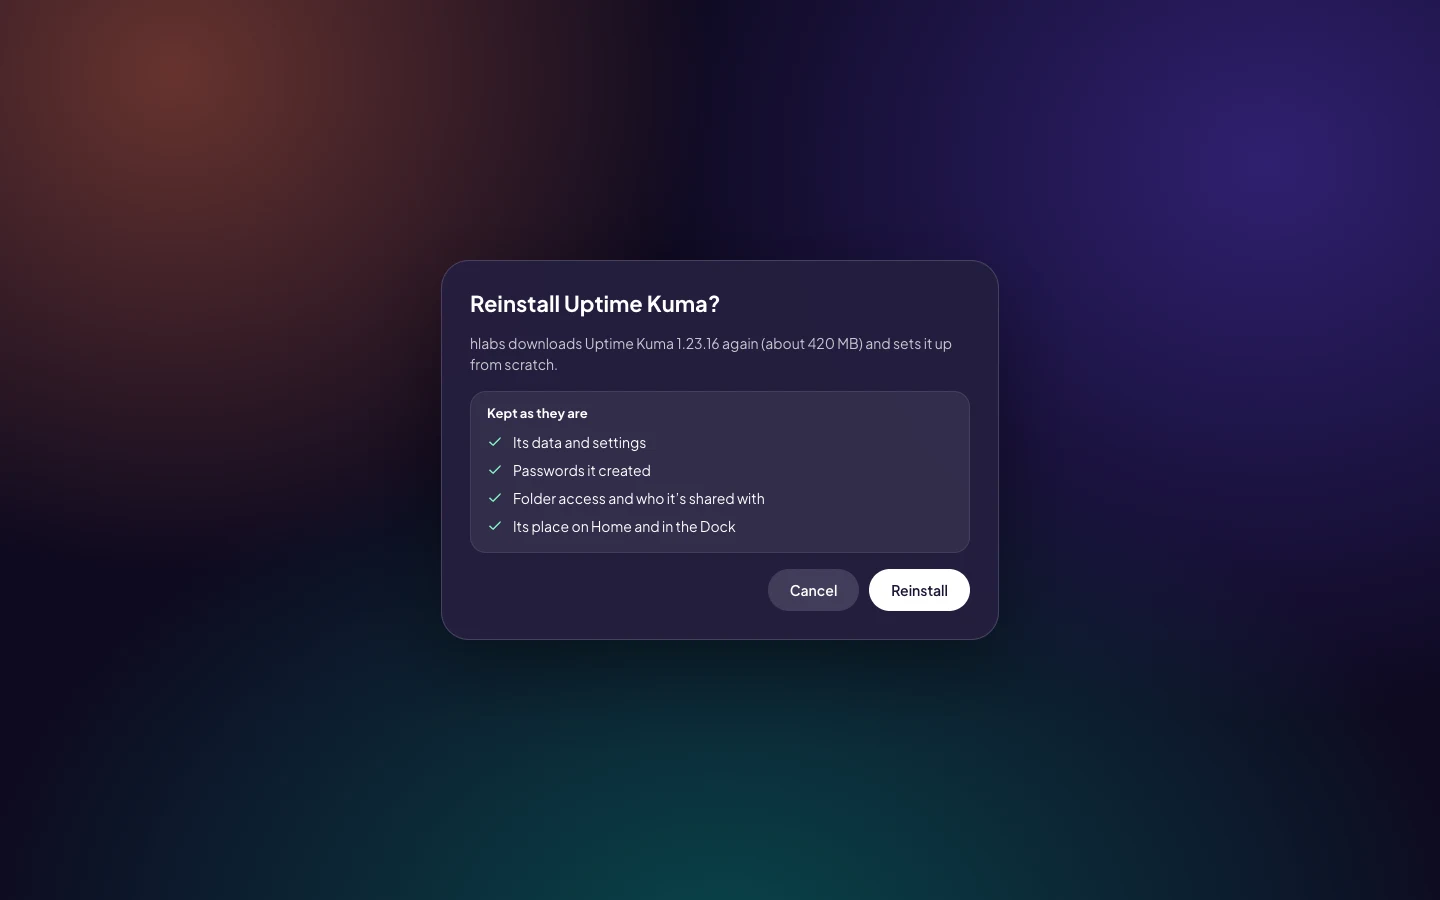 Reinstall Uptime Kuma?
hlabs downloads Uptime Kuma 1.23.16 again (about 420 MB) and sets it up
from scratch.
Kept as they are
Its data and settings
Passwords it created
Folder access and who it's shared with
Its place on Home and in the Dock
Cancel
Reinstall